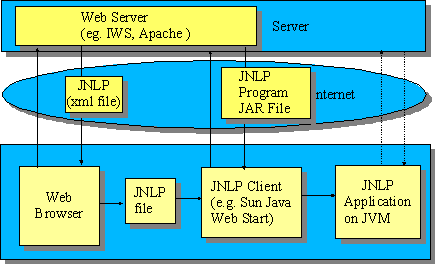 Web Server
(eg. IWS, Apache )
Server
JNLP
(xml file)
JNLP
Program
JAR File
nternet
Web
Browser
JNLP
file
JNLP Client
(e.g. Sun Java
Web Start)
JNLP
Application
on JVM